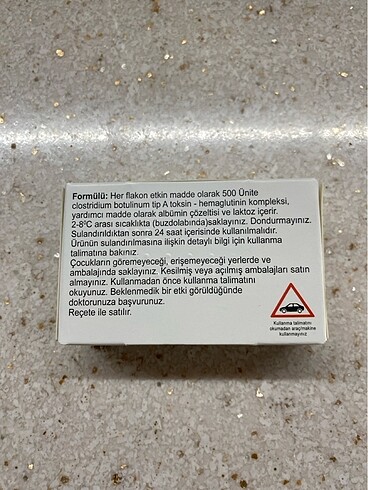 Formülü: Her flakon etkin madde olarak 500 Ünite
clostridium botulinum tip A toksin - hemaglutinin kompleksi,
yardımcı madde olarak albümin çözeltisi ve laktoz içerir.
2-8ºC arası sıcaklıkta (buzdolabında)saklayınız. Dondurmayınız.
Sulandırıldıktan sonra 24 saat içerisinde kullanılmalıdır.
Ürünün sulandırılmasına ilişkin detaylı bilgi için kullanma
talimatına bakınız
Çocukların göremeyeceği, erişemeyeceği yerlerde ve
ambalajında saklayınız. Kesilmiş veya açılmış ambalajları satın
almayınız. Kullanmadan önce kullanma talimatını
okuyunuz. Beklenmedik bir etki görüldüğünde
doktorunuza başvurunuz.
Reçete ile satılır.
Kullanma talimatını
okumadan araç/makine
kullanmayınız